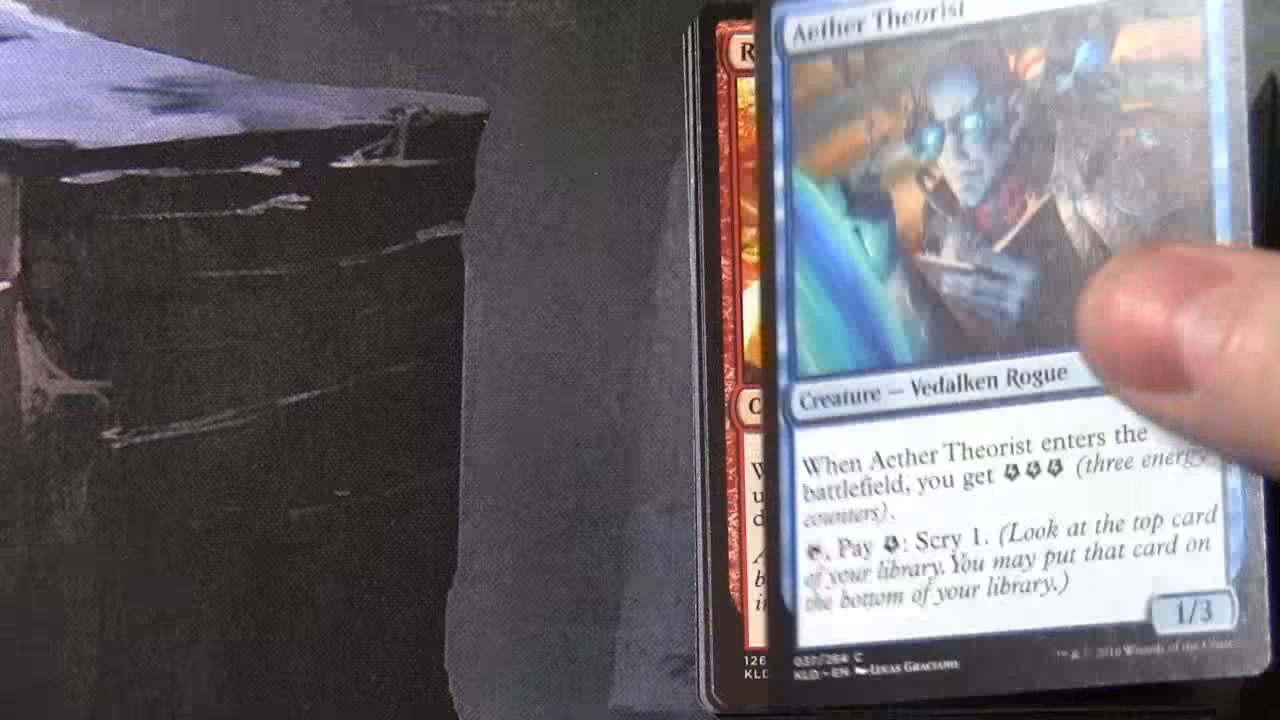 Aether Theorist
R
Creature — Vedalken Rogue
When Aether Theorist enters the
battlefield, you get (three energy
counters).
, Pay : Scry 1. (Look at the top card
of your library. You may put that card on
the bottom of your library.)
1/3
037/264 C
KLD - EN Lucas Graciano
™ & © 2016 Wizards of the Coast
126
KLD